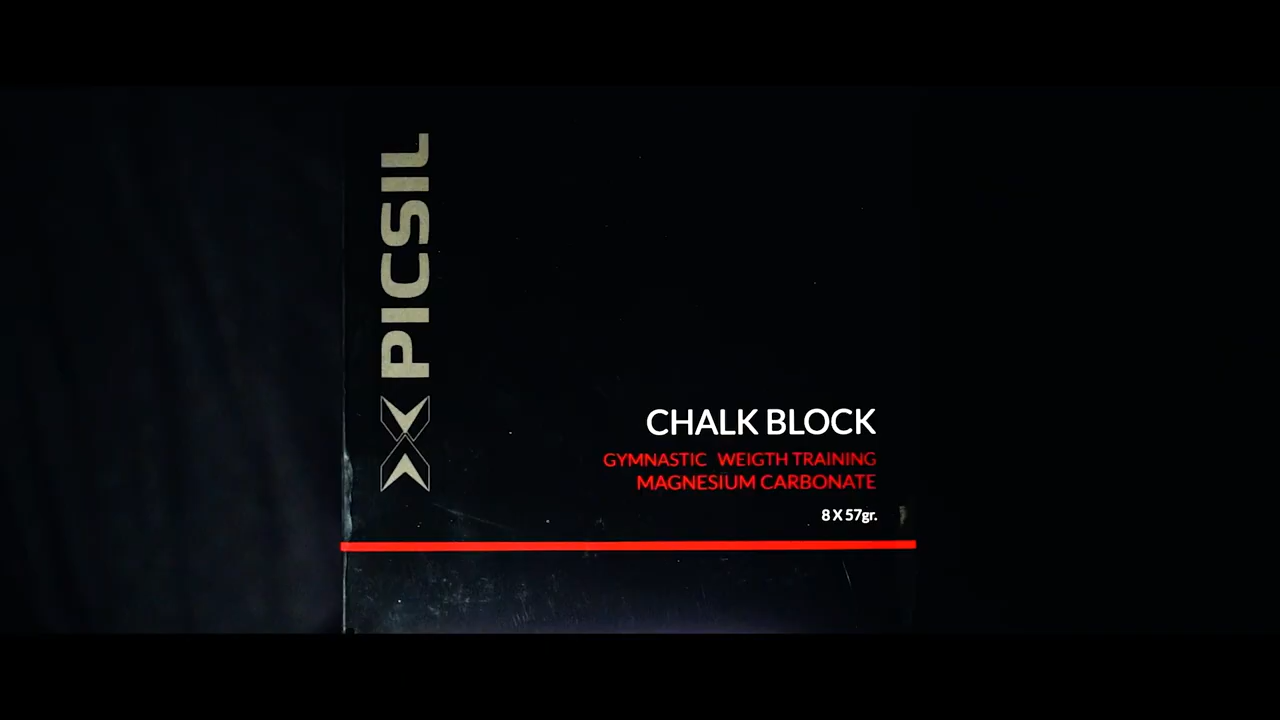 PICSIL
CHALK BLOCK
GYMNASTIC WEIGTH TRAINING
MAGNESIUM CARBONATE
8 X 57gr.